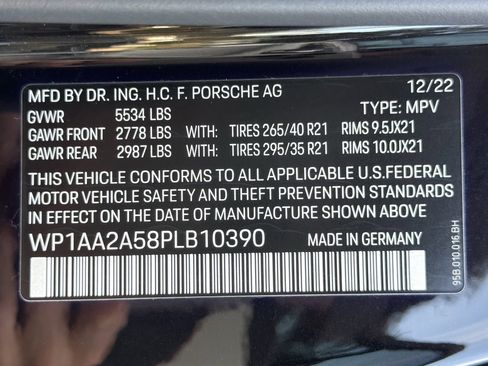 MFD BY DR. ING. H.C. F. PORSCHE AG 12/22
GVWR 5534 LBS TYPE: MPV
GAWR FRONT 2778 LBS WITH: TIRES 265/40 R21 RIMS 9.5JX21
GAWR REAR 2987 LBS WITH: TIRES 295/35 R21 RIMS 10.0JX21
THIS VEHICLE CONFORMS TO ALL APPLICABLE U.S.FEDERAL
MOTOR VEHICLE SAFETY AND THEFT PREVENTION STANDARDS
IN EFFECT ON THE DATE OF MANUFACTURE SHOWN ABOVE.
WP1AA2A58PLB10390 MADE IN GERMANY
95B.010.016.BH